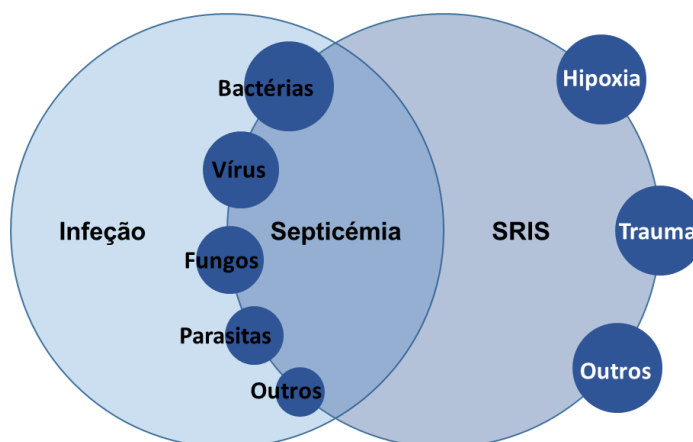 Bactérias
Hipoxia
Vírus
Infeção
Septicémia
SRIS
Trauma
Fungos
Parasitas
Outros
Outros